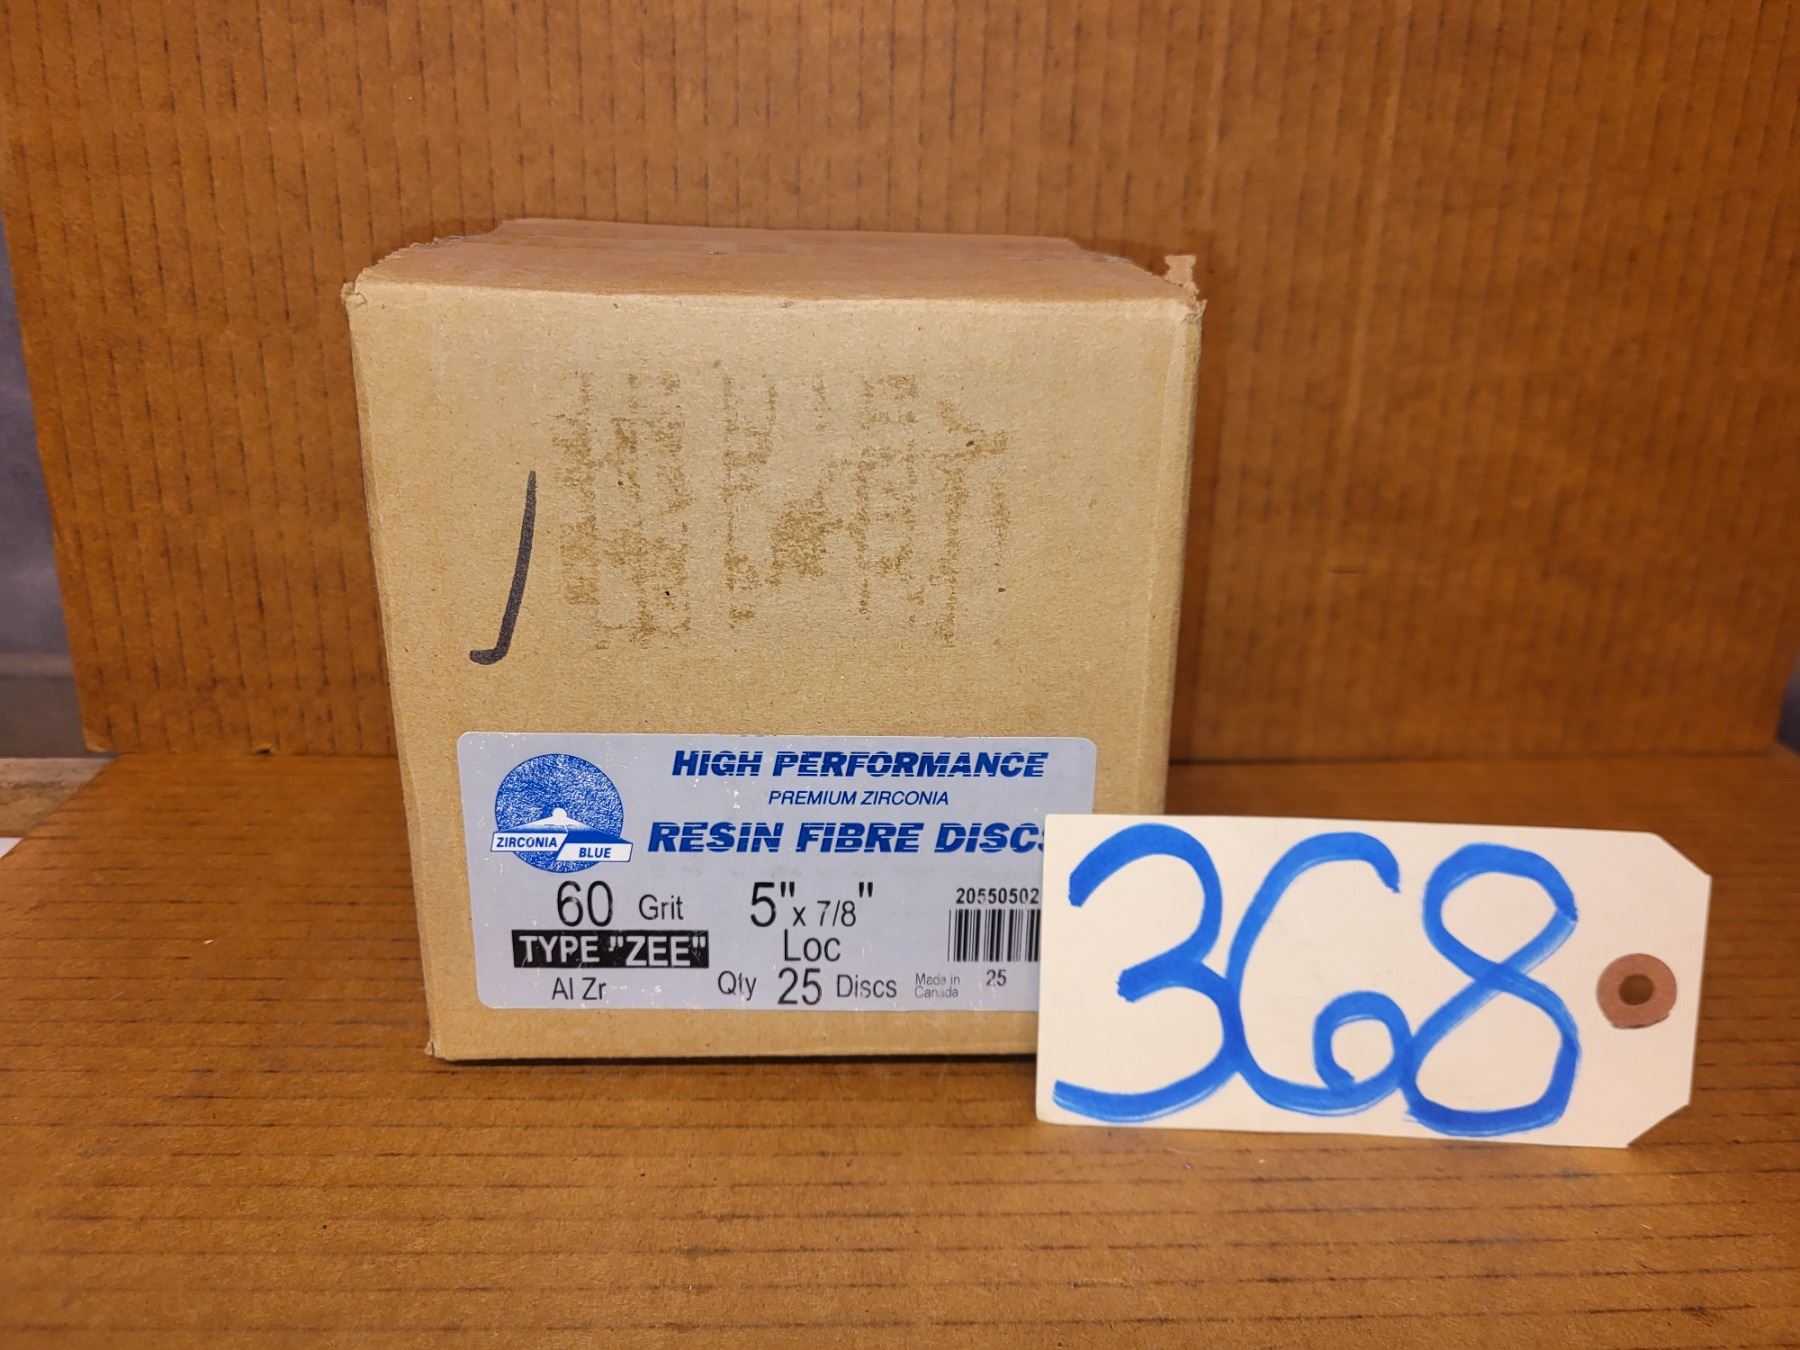 HIGH PERFORMANCE
PREMIUM ZIRCONIA
RESIN FIBRE DISCS
ZIRCONIA
BLUE
60 Grit
5" x 7/8"
20550502
TYPE "ZEE"
Loc
Al Zr
Qty 25 Discs
Made in
Canada
25
368